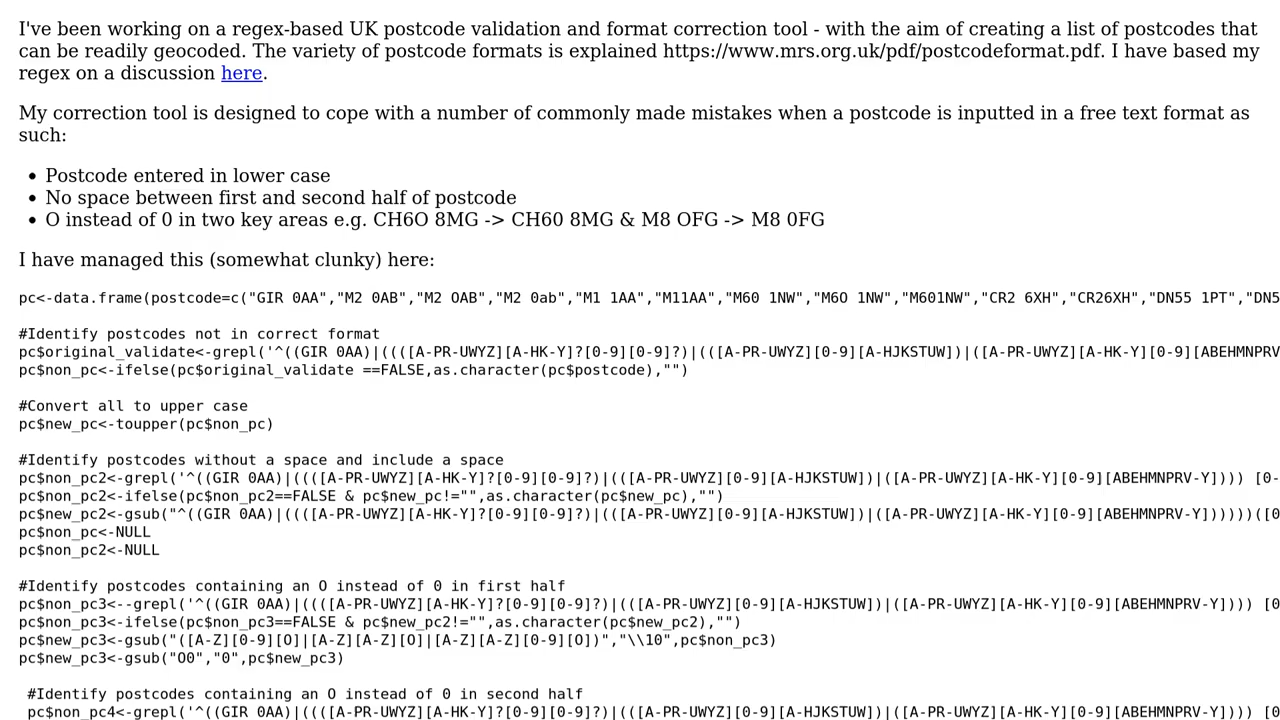 I've been working on a regex-based UK postcode validation and format correction tool - with the aim of creating a list of postcodes that
can be readily geocoded. The variety of postcode formats is explained https://www.mrs.org.uk/pdf/postcodeformat.pdf. I have based my
regex on a discussion here.
My correction tool is designed to cope with a number of commonly made mistakes when a postcode is inputted in a free text format as
such:
• Postcode entered in lower case
• No space between first and second half of postcode
• O instead of 0 in two key areas e.g. CH6O 8MG -> CH60 8MG & M8 OFG -> M8 0FG
I have managed this (somewhat clunky) here:
pc<-data.frame(postcode=c("GIR 0AA","M2 0AB","M2 OAB","M2 0ab","M1 1AA","M11AA","M60 1NW","M6O 1NW","M601NW","CR2 6XH","CR26XH","DN55 1PT","DN5
#Identify postcodes not in correct format
pc$original_validate<-grepl('^((GIR 0AA)|((([A-PR-UWYZ][A-HK-Y]?[0-9][0-9]?)|(([A-PR-UWYZ][0-9][A-HJKSTUW])|([A-PR-UWYZ][A-HK-Y][0-9][ABEHMNPRV
pc$non_pc<-ifelse(pc$original_validate ==FALSE,as.character(pc$postcode),"")
#Convert all to upper case
pc$new_pc<-toupper(pc$non_pc)
#Identify postcodes without a space and include a space
pc$non_pc2<-grepl('^((GIR 0AA)|((([A-PR-UWYZ][A-HK-Y]?[0-9][0-9]?)|(([A-PR-UWYZ][0-9][A-HJKSTUW])|([A-PR-UWYZ][A-HK-Y][0-9][ABEHMNPRV-Y]))) [0-
pc$non_pc2<-ifelse(pc$non_pc2==FALSE & pc$new_pc!="",as.character(pc$new_pc),"")
pc$new_pc2<-gsub("^((GIR 0AA)|((([A-PR-UWYZ][A-HK-Y]?[0-9][0-9]?)|(([A-PR-UWYZ][0-9][A-HJKSTUW])|([A-PR-UWYZ][A-HK-Y][0-9][ABEHMNPRV-Y])))))([0
pc$non_pc<-NULL
pc$non_pc2<-NULL
#Identify postcodes containing an O instead of 0 in first half
pc$non_pc3<--grepl('^((GIR 0AA)|((([A-PR-UWYZ][A-HK-Y]?[0-9][0-9]?)|(([A-PR-UWYZ][0-9][A-HJKSTUW])|([A-PR-UWYZ][A-HK-Y][0-9][ABEHMNPRV-Y]))) [0
pc$non_pc3<-ifelse(pc$non_pc3==FALSE & pc$new_pc2!="",as.character(pc$new_pc2),"")
pc$new_pc3<-gsub("([A-Z][0-9][O]|[A-Z][A-Z][O]|[A-Z][A-Z][0-9][O])","\\10",pc$non_pc3)
pc$new_pc3<-gsub("O0","0",pc$new_pc3)
#Identify postcodes containing an O instead of 0 in second half
pc$non_pc4<-grepl('^((GIR 0AA)|((([A-PR-UWYZ][A-HK-Y]?[0-9][0-9]?)|(([A-PR-UWYZ][0-9][A-HJKSTUW])|([A-PR-UWYZ][A-HK-Y][0-9][ABEHMNPRV-Y]))) [0